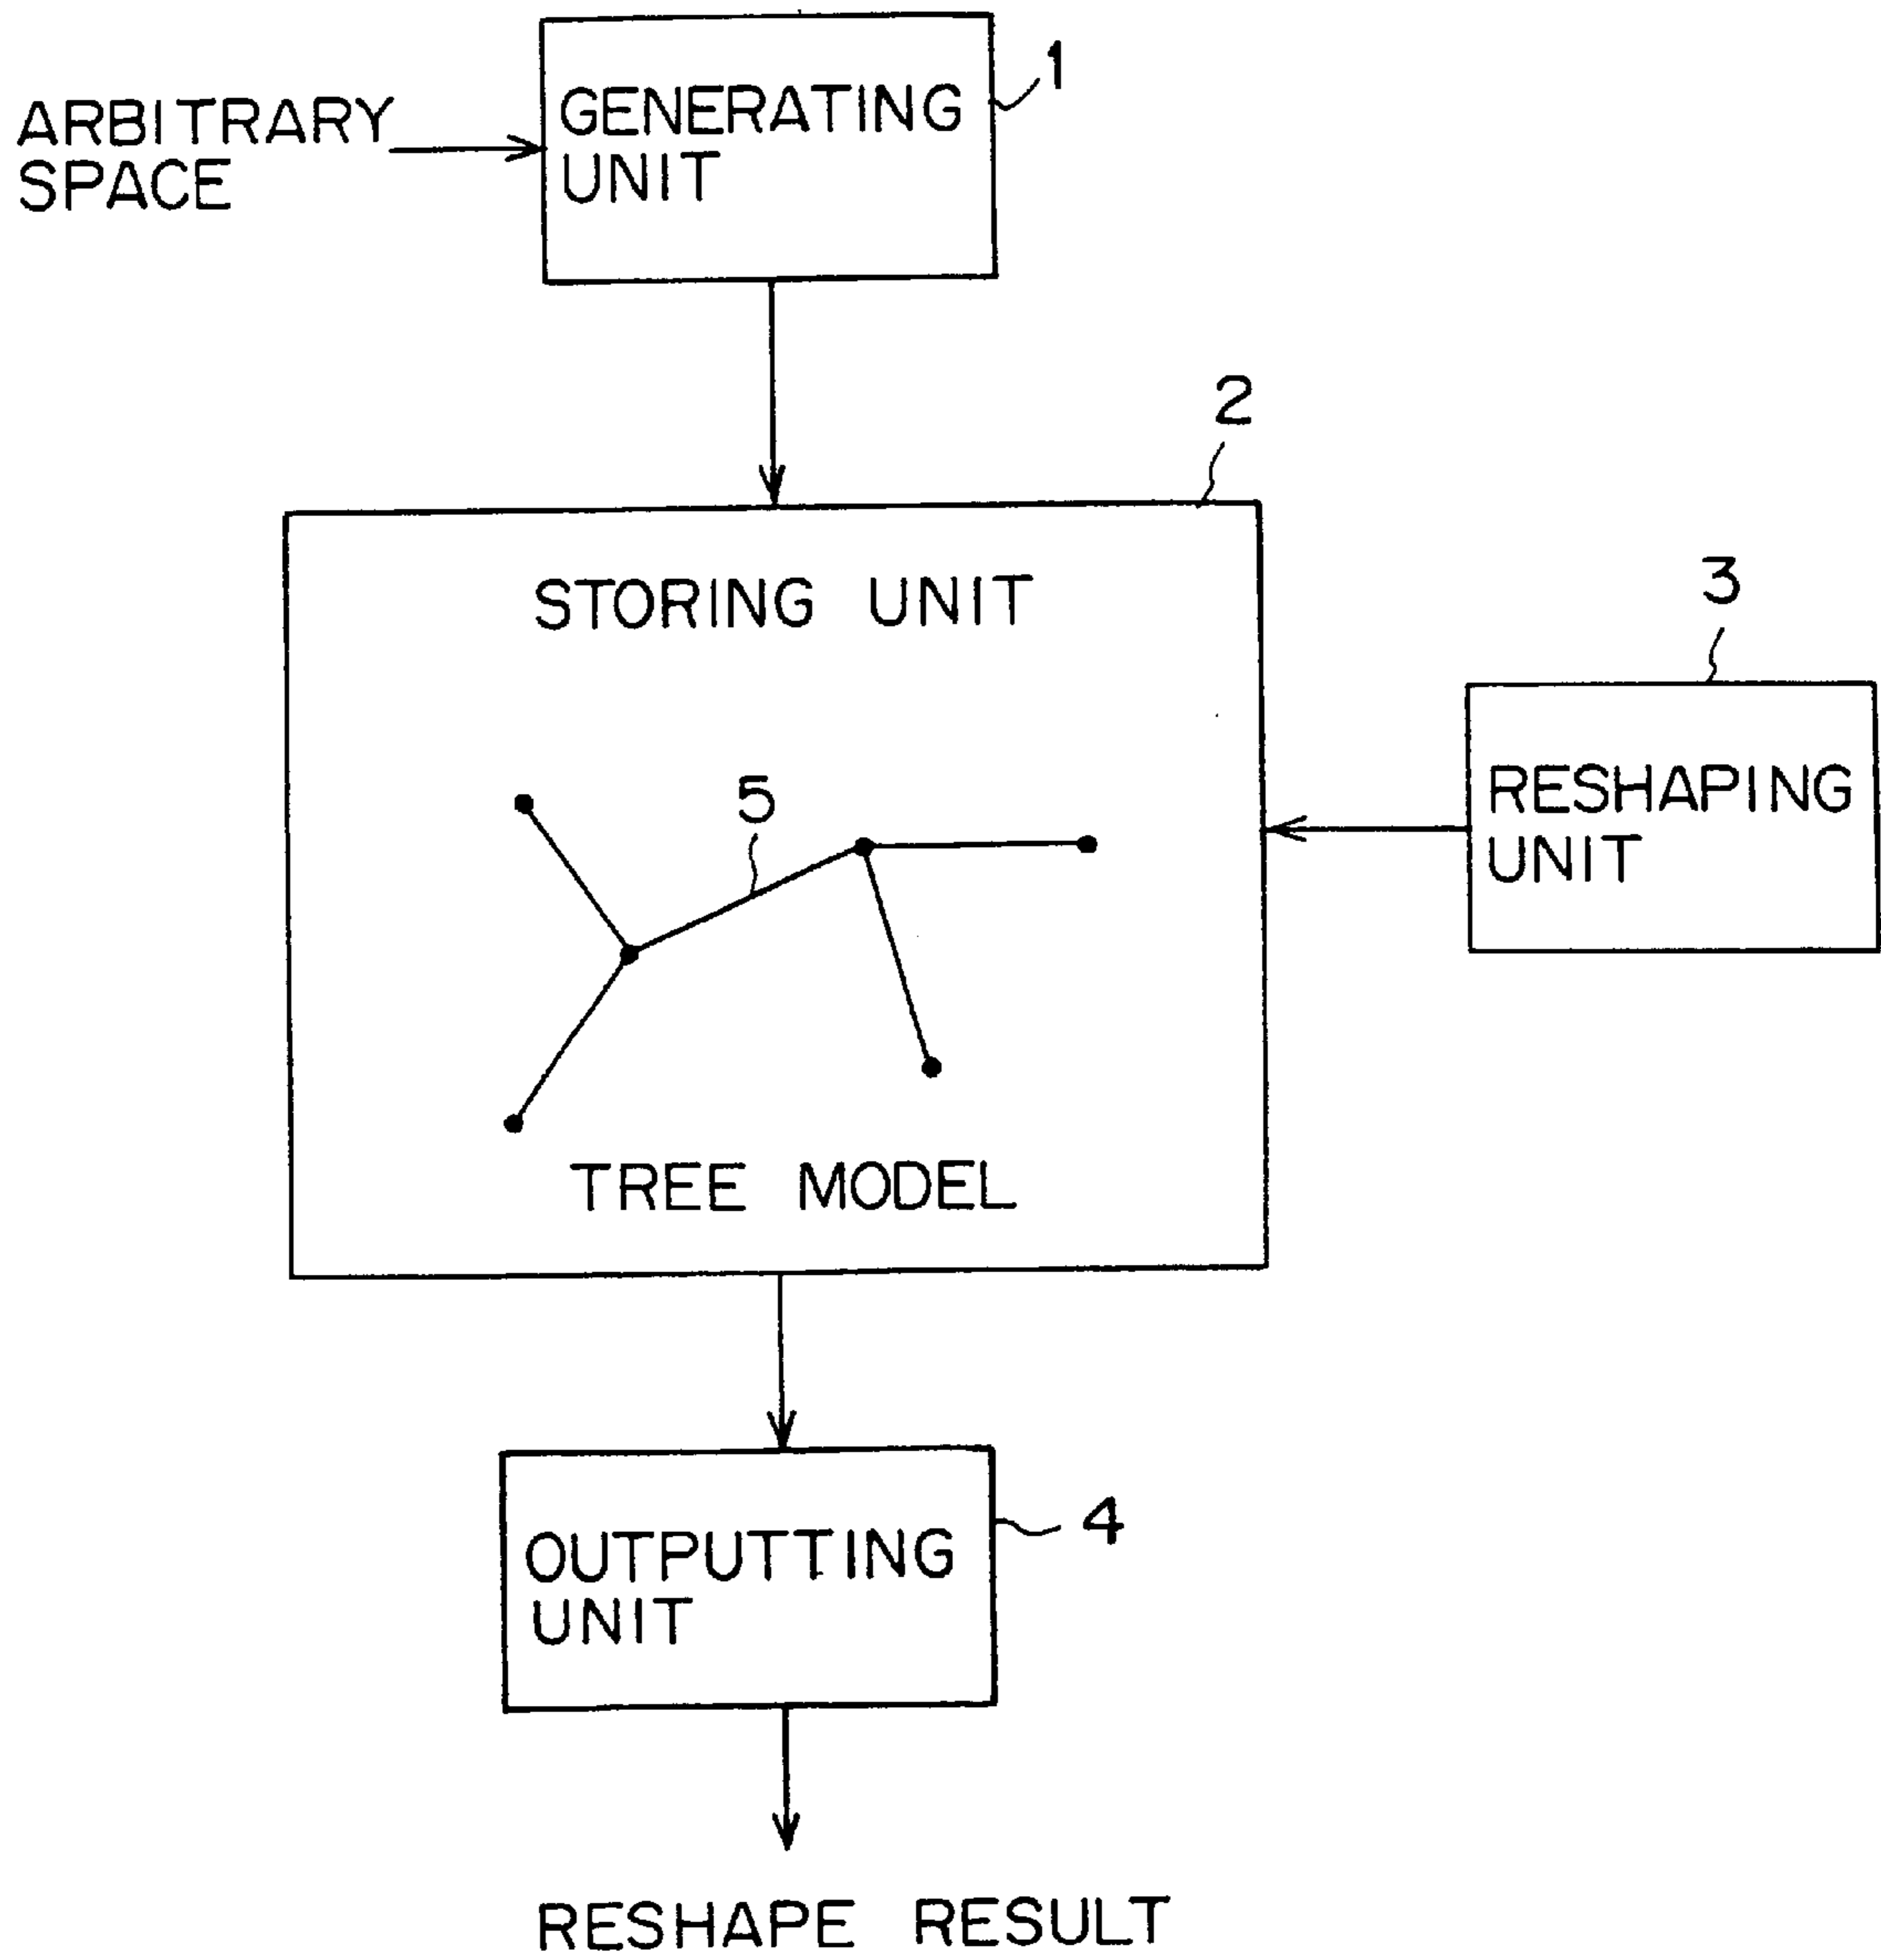 1
ARBITRARY
SPACE
GENERATING
UNIT
2
STORING UNIT
3
5
RESHAPING
UNIT
TREE MODEL
4
OUTPUTTING
UNIT
RESHAPE RESULT